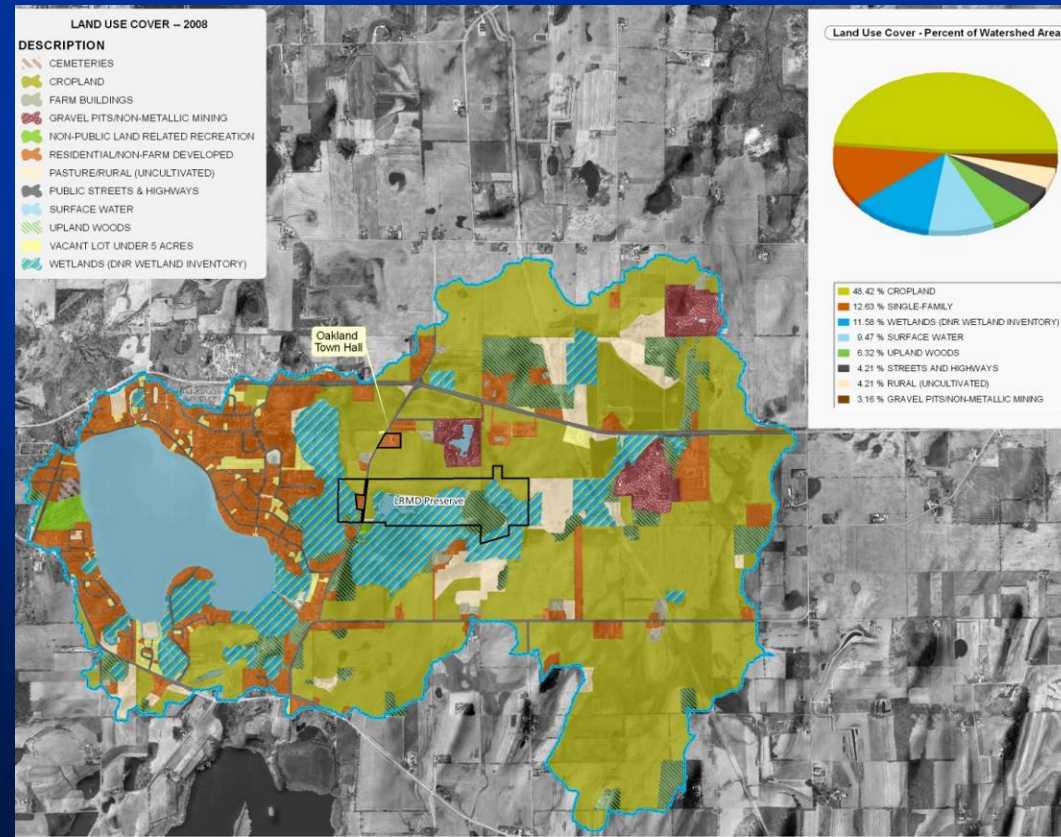 LAND USE COVER -- 2008
DESCRIPTION
CEMETERIES
CROPLAND
FARM BUILDINGS
GRAVEL PITS/NON-METALLIC MINING
NON-PUBLIC LAND RELATED RECREATION
RESIDENTIAL/NON-FARM DEVELOPED
PASTURE/RURAL (UNCULTIVATED)
PUBLIC STREETS & HIGHWAYS
SURFACE WATER
UPLAND WOODS
VACANT LOT UNDER 5 ACRES
WETLANDS (DNR WETLAND INVENTORY)
Land Use Cover - Percent of Watershed Area
48.42 % CROPLAND
12.63 % SINGLE-FAMILY
11.58 % WETLANDS (DNR WETLAND INVENTORY)
9.47 % SURFACE WATER
6.32 % UPLAND WOODS
4.21 % STREETS AND HIGHWAYS
4.21 % RURAL (UNCULTIVATED)
3.16 % GRAVEL PITS/NON-METALLIC MINING
Oakland
Town Hall
LRMD Preserve